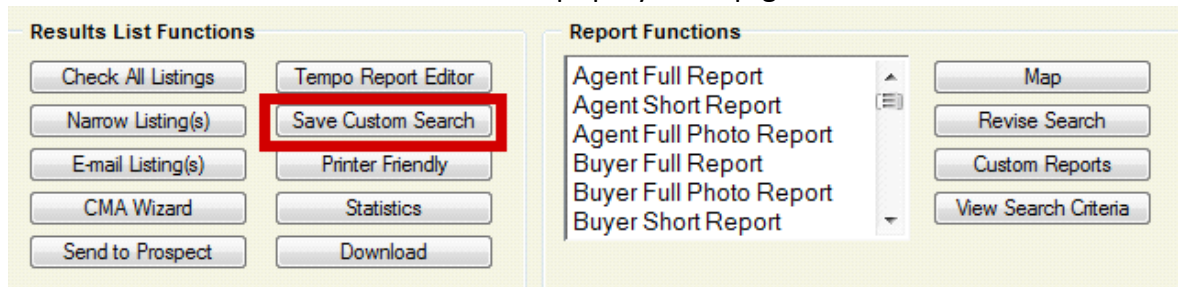 Results List Functions
Check All Listings
Tempo Report Editor
Narrow Listing(s)
Save Custom Search
E-mail Listing(s)
Printer Friendly
CMA Wizard
Statistics
Send to Prospect
Download
Report Functions
Agent Full Report
Agent Short Report
Agent Full Photo Report
Buyer Full Report
Buyer Full Photo Report
Buyer Short Report
Map
Revise Search
Custom Reports
View Search Criteria